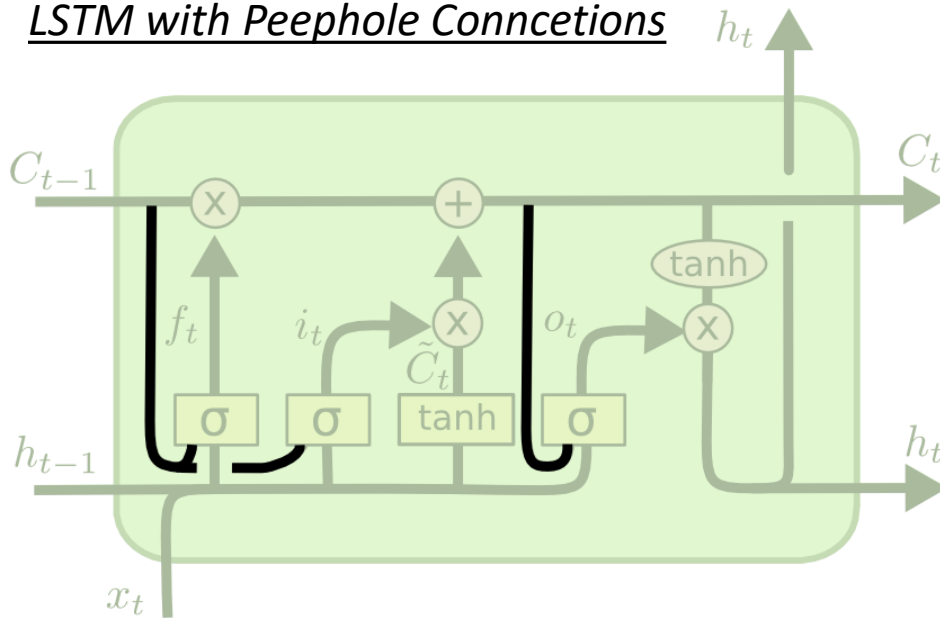 LSTM with Peephole Conncetions
h_t
C_{t-1}
C_t
x
+
tanh
f_t
i_t
x
o_t
x
C̃_t
σ
σ
tanh
σ
h_{t-1}
h_t
x_t